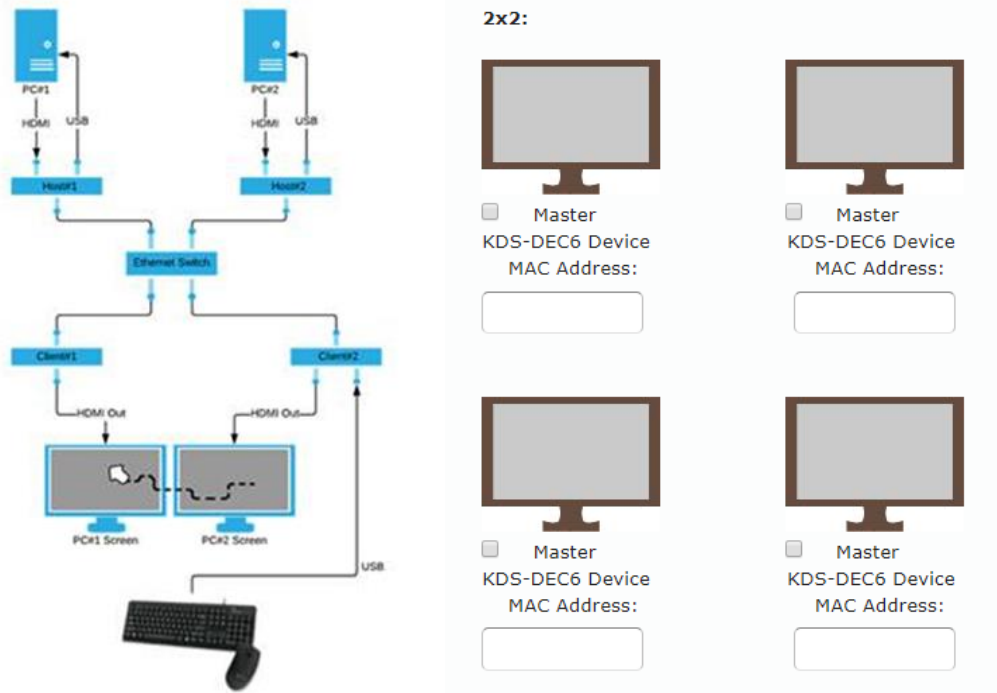 PC#1
PC#2
HDMI
USB
HDMI
USB
Host#1
Host#2
Ethernet Switch
Client#1
Client#2
HDMI Out
HDMI Out
PC#1 Screen
PC#2 Screen
USB
2x2:
Master
KDS-DEC6 Device
MAC Address:
Master
KDS-DEC6 Device
MAC Address:
Master
KDS-DEC6 Device
MAC Address:
Master
KDS-DEC6 Device
MAC Address: